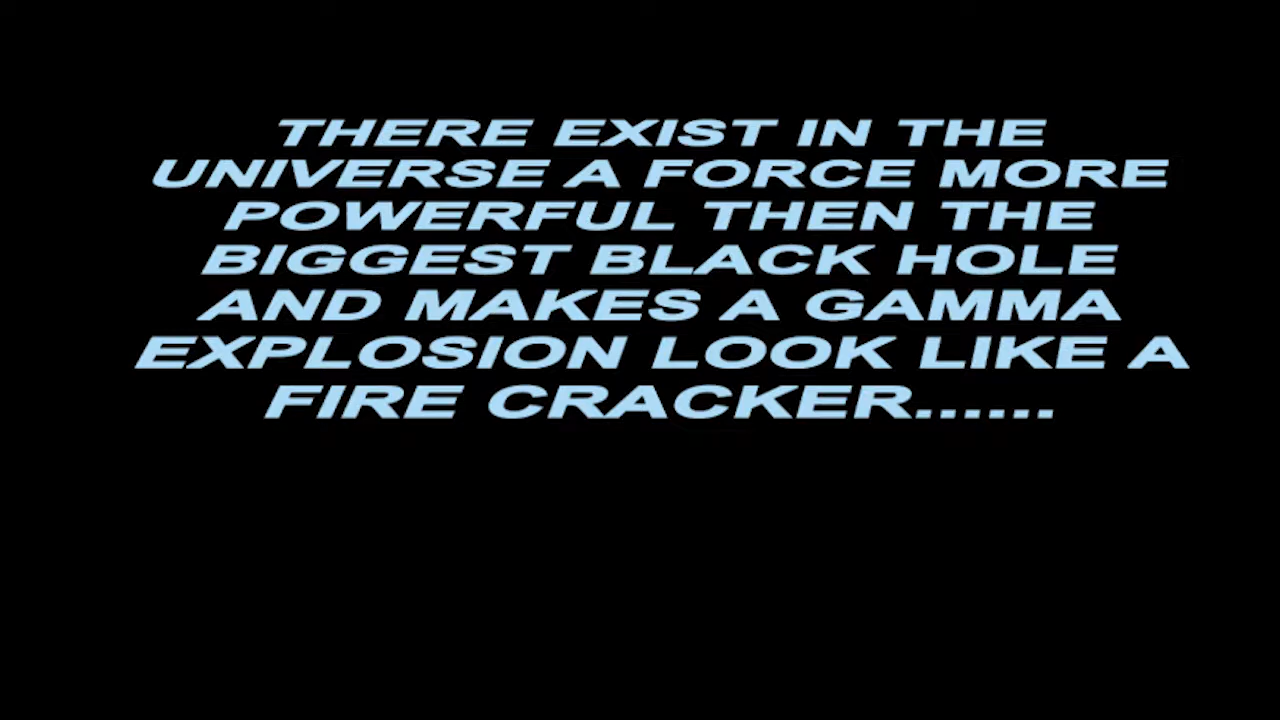 THERE EXIST IN THE
UNIVERSE A FORCE MORE
POWERFUL THEN THE
BIGGEST BLACK HOLE
AND MAKES A GAMMA
EXPLOSION LOOK LIKE A
FIRE CRACKER......